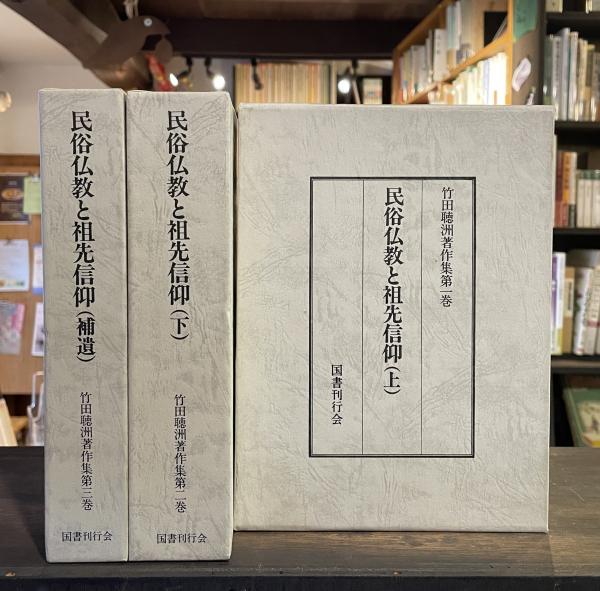 民俗仏教と祖先信仰(補遺)
竹田聴洲著作集第三巻
国書刊行会
民俗仏教と祖先信仰(下)
竹田聴洲著作集第二巻
国書刊行会
竹田聴洲著作集第一巻
民俗仏教と祖先信仰(上)
国書刊行会